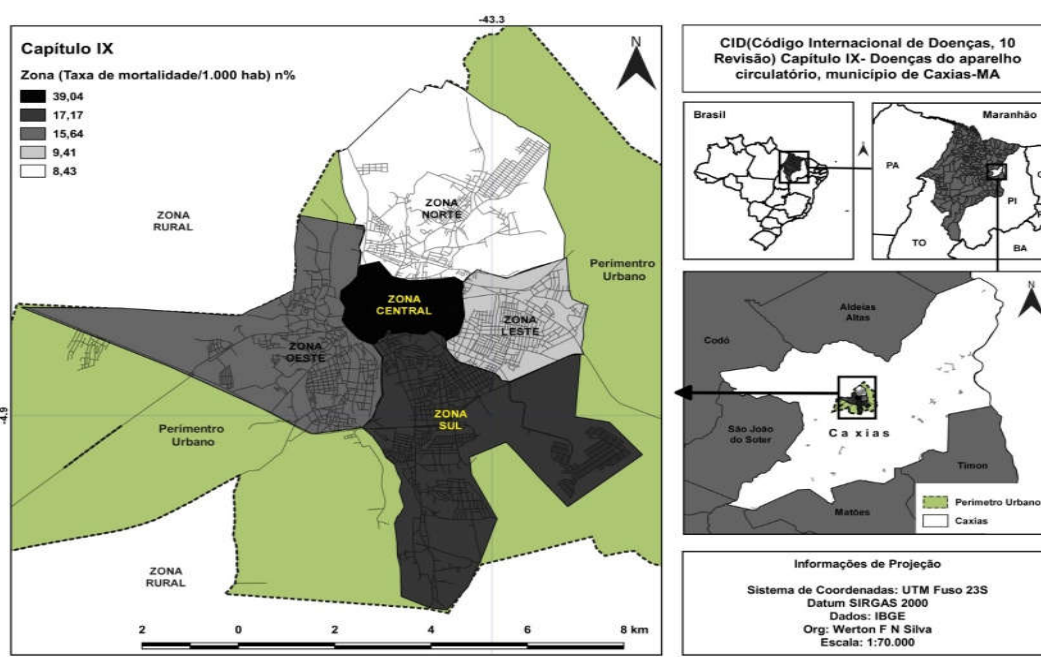 -43.3
Capítulo IX
Zona (Taxa de mortalidade/1.000 hab) n%
39,04
17,17
15,64
9,41
8,43
N
ZONA
NORTE
ZONA
RURAL
Perimentro
Urbano
ZONA
CENTRAL
ZONA
LESTE
ZONA
OESTE
ZONA
SUL
-4.9
Perimentro
Urbano
ZONA
RURAL
2 0 2 4 6 8 km
CID(Código Internacional de Doenças, 10
Revisão) Capítulo IX- Doenças do aparelho
circulatório, município de Caxias-MA
Brasil
Maranhão
PA
PI
TO
BA
N
Aldeias
Altas
Codó
São João
do Soter
Caxias
Timon
Matões
Perimetro Urbano
Caxias
Informações de Projeção
Sistema de Coordenadas: UTM Fuso 23S
Datum SIRGAS 2000
Dados: IBGE
Org: Werton F N Silva
Escala: 1:70.000